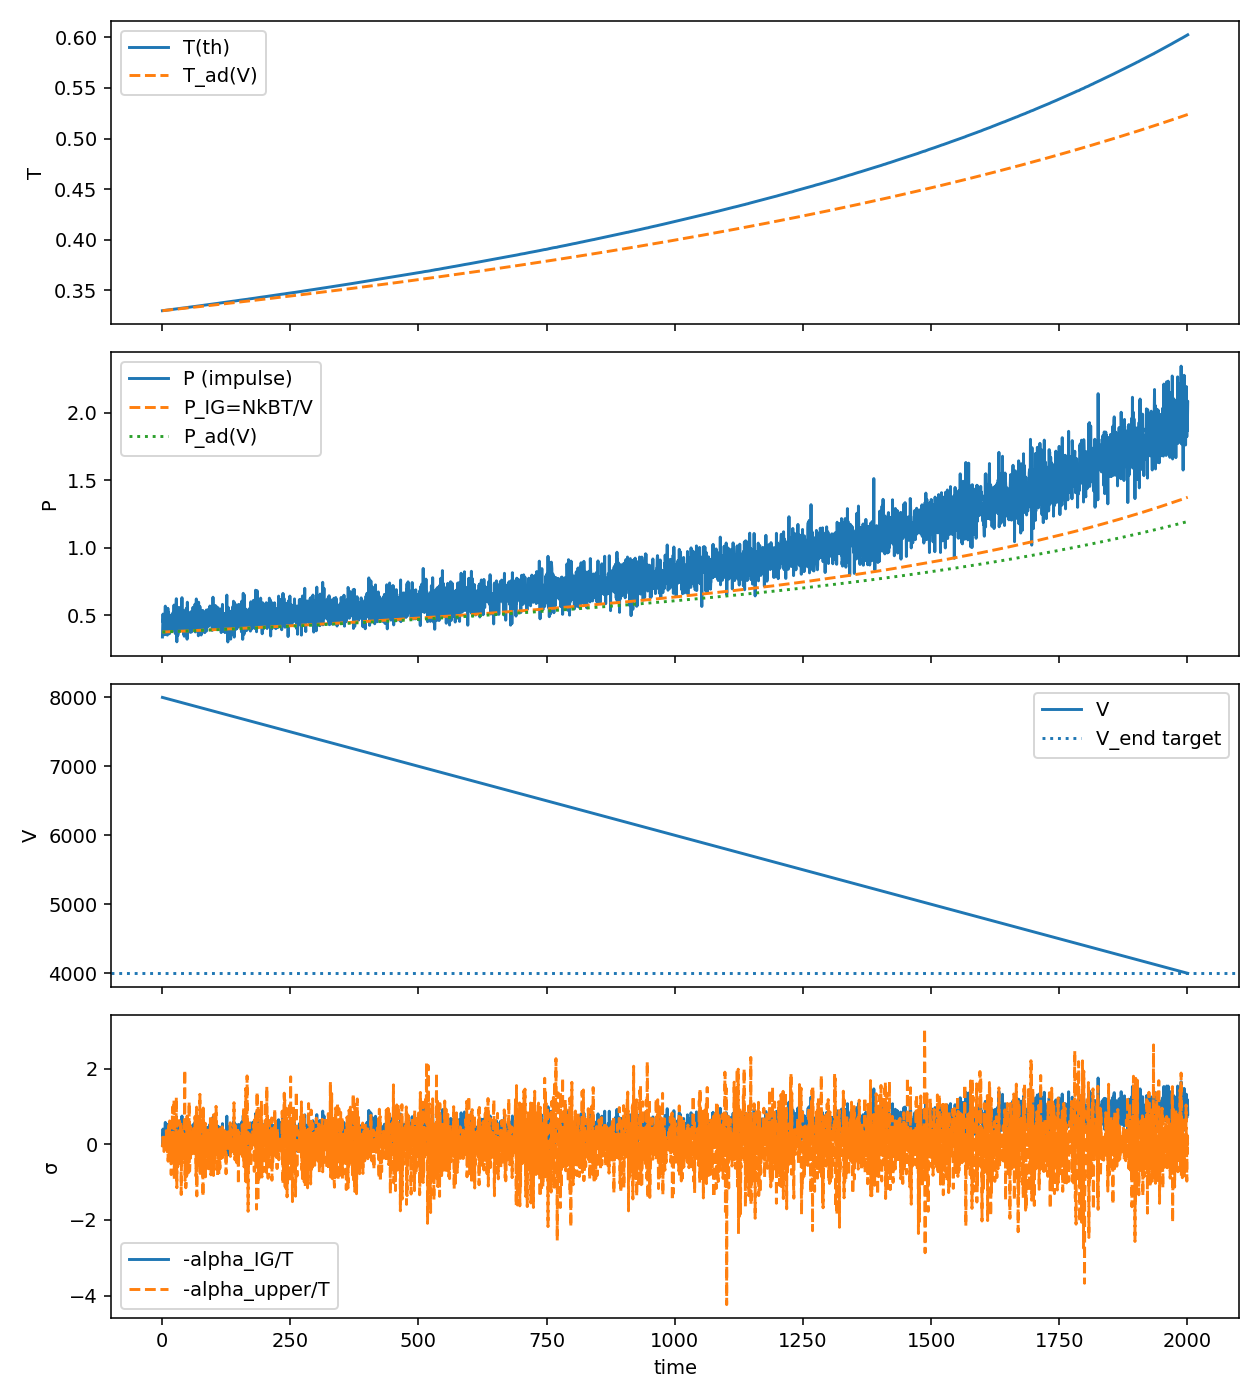 T(th)
T_ad(V)
0.60
0.55
0.50
0.45
0.40
0.35
T
P (impulse)
P_IG=NkBT/V
P_ad(V)
2.0
1.5
1.0
0.5
P
V
V_end target
8000
7000
6000
5000
4000
V
2
0
−2
−4
σ
-alpha_IG/T
-alpha_upper/T
0 250 500 750 1000 1250 1500 1750 2000
time